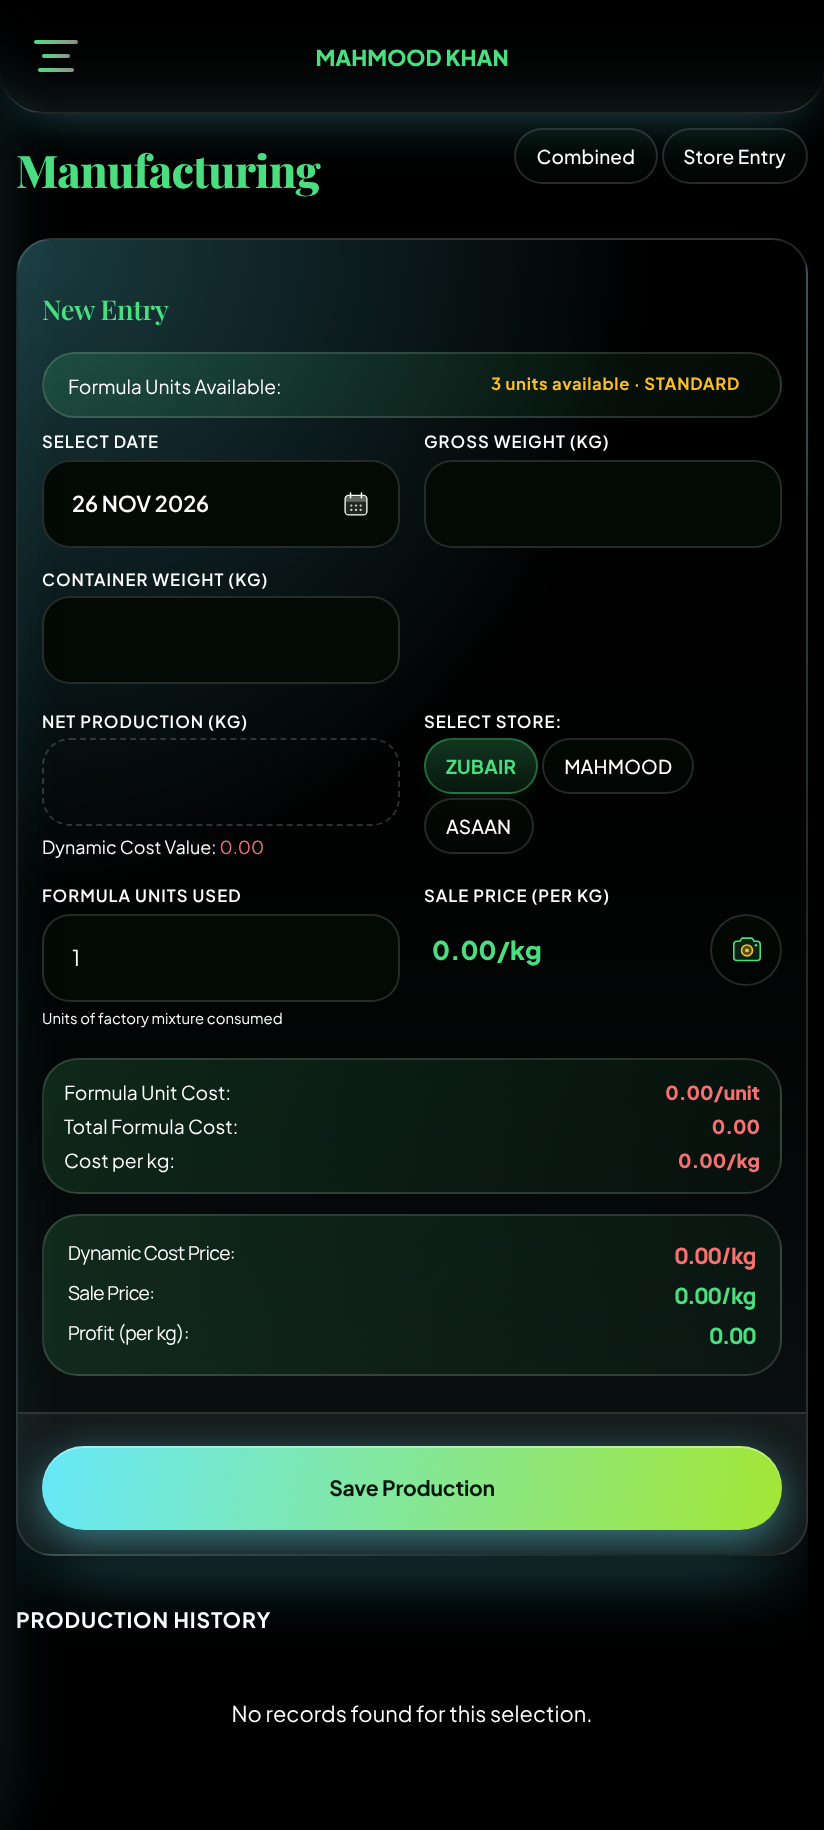 MAHMOOD KHAN
Manufacturing
Combined
Store Entry
New Entry
Formula Units Available:
3 units available · STANDARD
SELECT DATE
GROSS WEIGHT (KG)
26 NOV 2026
CONTAINER WEIGHT (KG)
NET PRODUCTION (KG)
SELECT STORE:
ZUBAIR
MAHMOOD
ASAAN
Dynamic Cost Value: 0.00
FORMULA UNITS USED
SALE PRICE (PER KG)
1
0.00/kg
Units of factory mixture consumed
Formula Unit Cost:
0.00/unit
Total Formula Cost:
0.00
Cost per kg:
0.00/kg
Dynamic Cost Price:
0.00/kg
Sale Price:
0.00/kg
Profit (per kg):
0.00
Save Production
PRODUCTION HISTORY
No records found for this selection.